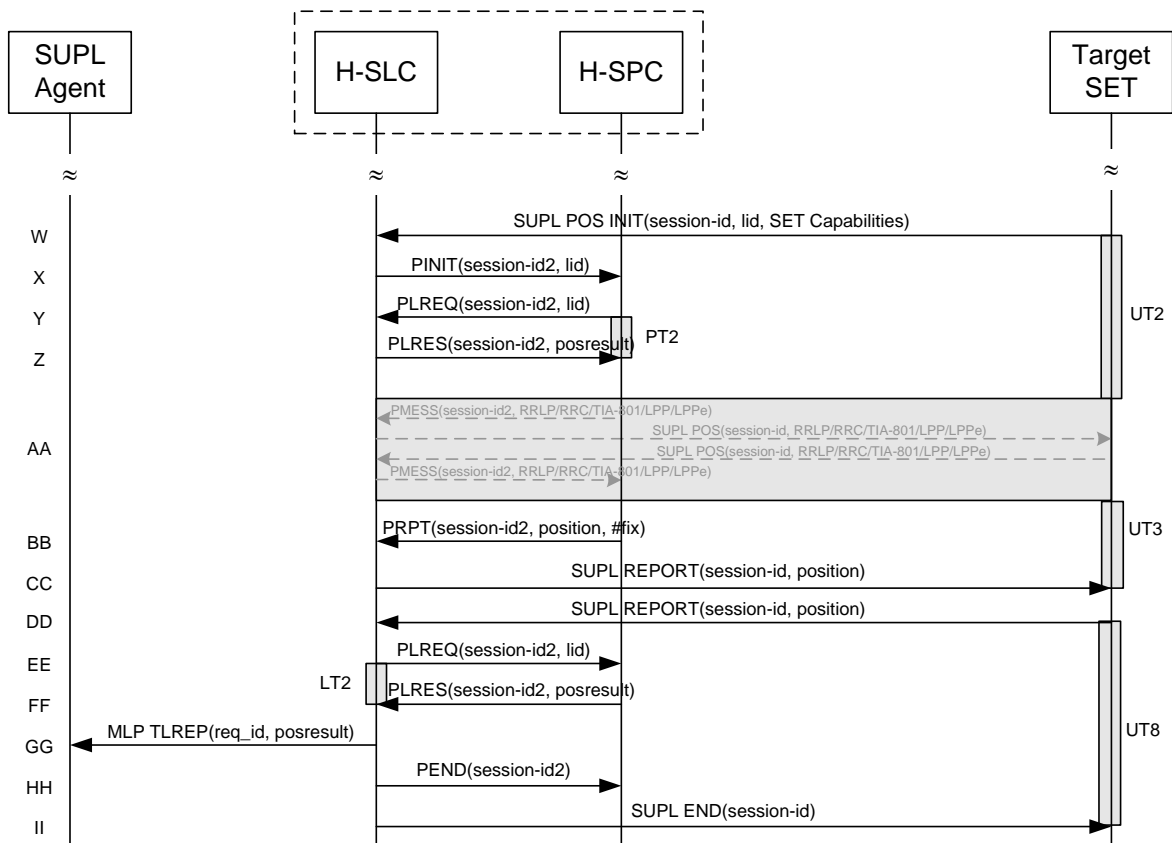 SUPL
Agent
H-SLC
H-SPC
Target
SET
≈
≈
≈
≈
W
SUPL POS INIT(session-id, lid, SET Capabilities)
X
PINIT(session-id2, lid)
Y
PLREQ(session-id2, lid)
UT2
Z
PLRES(session-id2, posresult)
PT2
AA
PMESS(session-id2, RRLP/RRC/TIA-801/LPP/LPPe)
SUPL POS(session-id, RRLP/RRC/TIA-801/LPP/LPPe)
SUPL POS(session-id, RRLP/RRC/TIA-801/LPP/LPPe)
PMESS(session-id2, RRLP/RRC/TIA-801/LPP/LPPe)
BB
PRPT(session-id2, position, #fix)
UT3
CC
SUPL REPORT(session-id, position)
DD
SUPL REPORT(session-id, position)
EE
PLREQ(session-id2, lid)
LT2
FF
PLRES(session-id2, posresult)
GG
MLP TLREP(req_id, posresult)
UT8
HH
PEND(session-id2)
II
SUPL END(session-id)